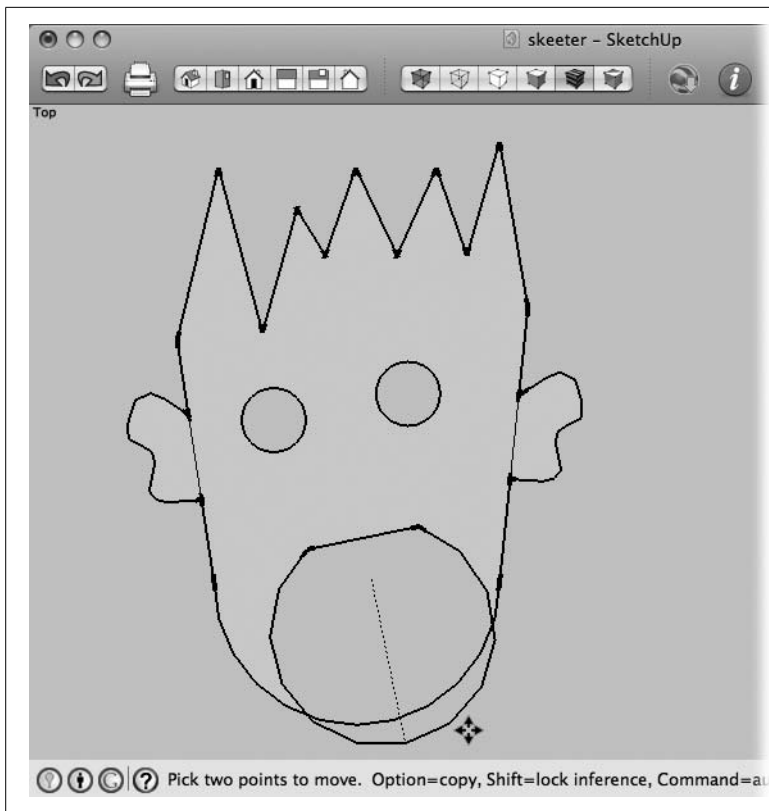 skeeter – SketchUp
Top
Pick two points to move. Option=copy, Shift=lock inference, Command=au